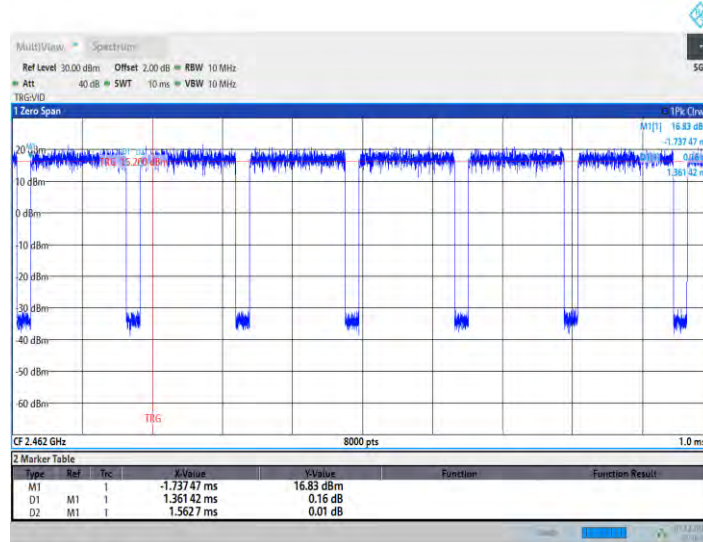 MultiView Spectrum
Ref Level 30.00 dBm Offset 2.00 dB RBW 10 MHz
SG
Att 40 dB SWT 10 ms VBW 10 MHz
TRG:VID
1 Zero Span 1Pk Clrw
M1[1] 16.83 dB
-1.737 47 m
20 dBm
TRG 15.200 dBm
1.361 42 m
10 dBm
0 dBm
-10 dBm
-20 dBm
-30 dBm
-40 dBm
-50 dBm
-60 dBm
TRG
CF 2.462 GHz 8000 pts 1.0 ms
2 Marker Table
Type Ref Trc X-Value Y-Value Function Function Result
M1 1 -1.737 47 ms 16.83 dBm
D1 M1 1 1.361 42 ms 0.16 dB
D2 M1 1 1.562 7 ms 0.01 dB